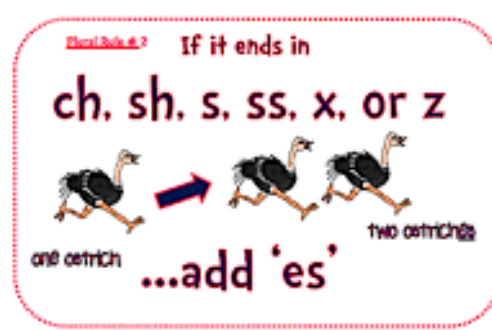 Plural Rule # 2
If it ends in
ch, sh, s, ss, x, or z
one ostrich
two ostriches
...add 'es'